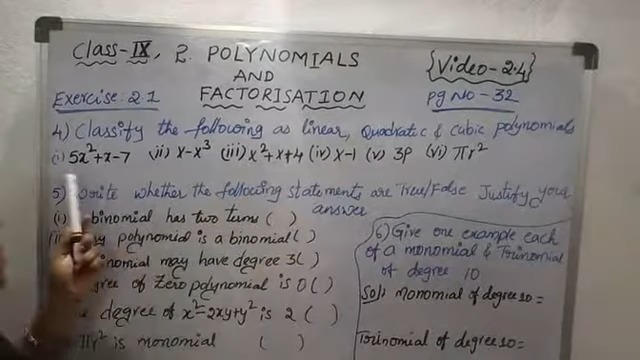 Class-IX, 2. POLYNOMIALS
AND
FACTORISATION
{Video-2.4}
Exercise: 2.1
pg No-32
4) Classify the following as linear, Quadratic & Cubic polynomials
(i) 5x²+x-7 (ii) x-x³ (iii) x²+x+4 (iv) x-1 (v) 3p (vi) πr²
5) Write whether the following statements are True/False Justify your
answer
(i) binomial has two terms ( )
polynomial is a binomial ( )
binomial may have degree 3 ( )
degree of Zero polynomial is 0 ( )
degree of x²-2xy+y² is 2 ( )
πr² is monomial ( )
6) Give one example each
of a monomial & Trinomial
of degree 10
Sol: monomial of degree 10 =
Trinomial of degree 10 =